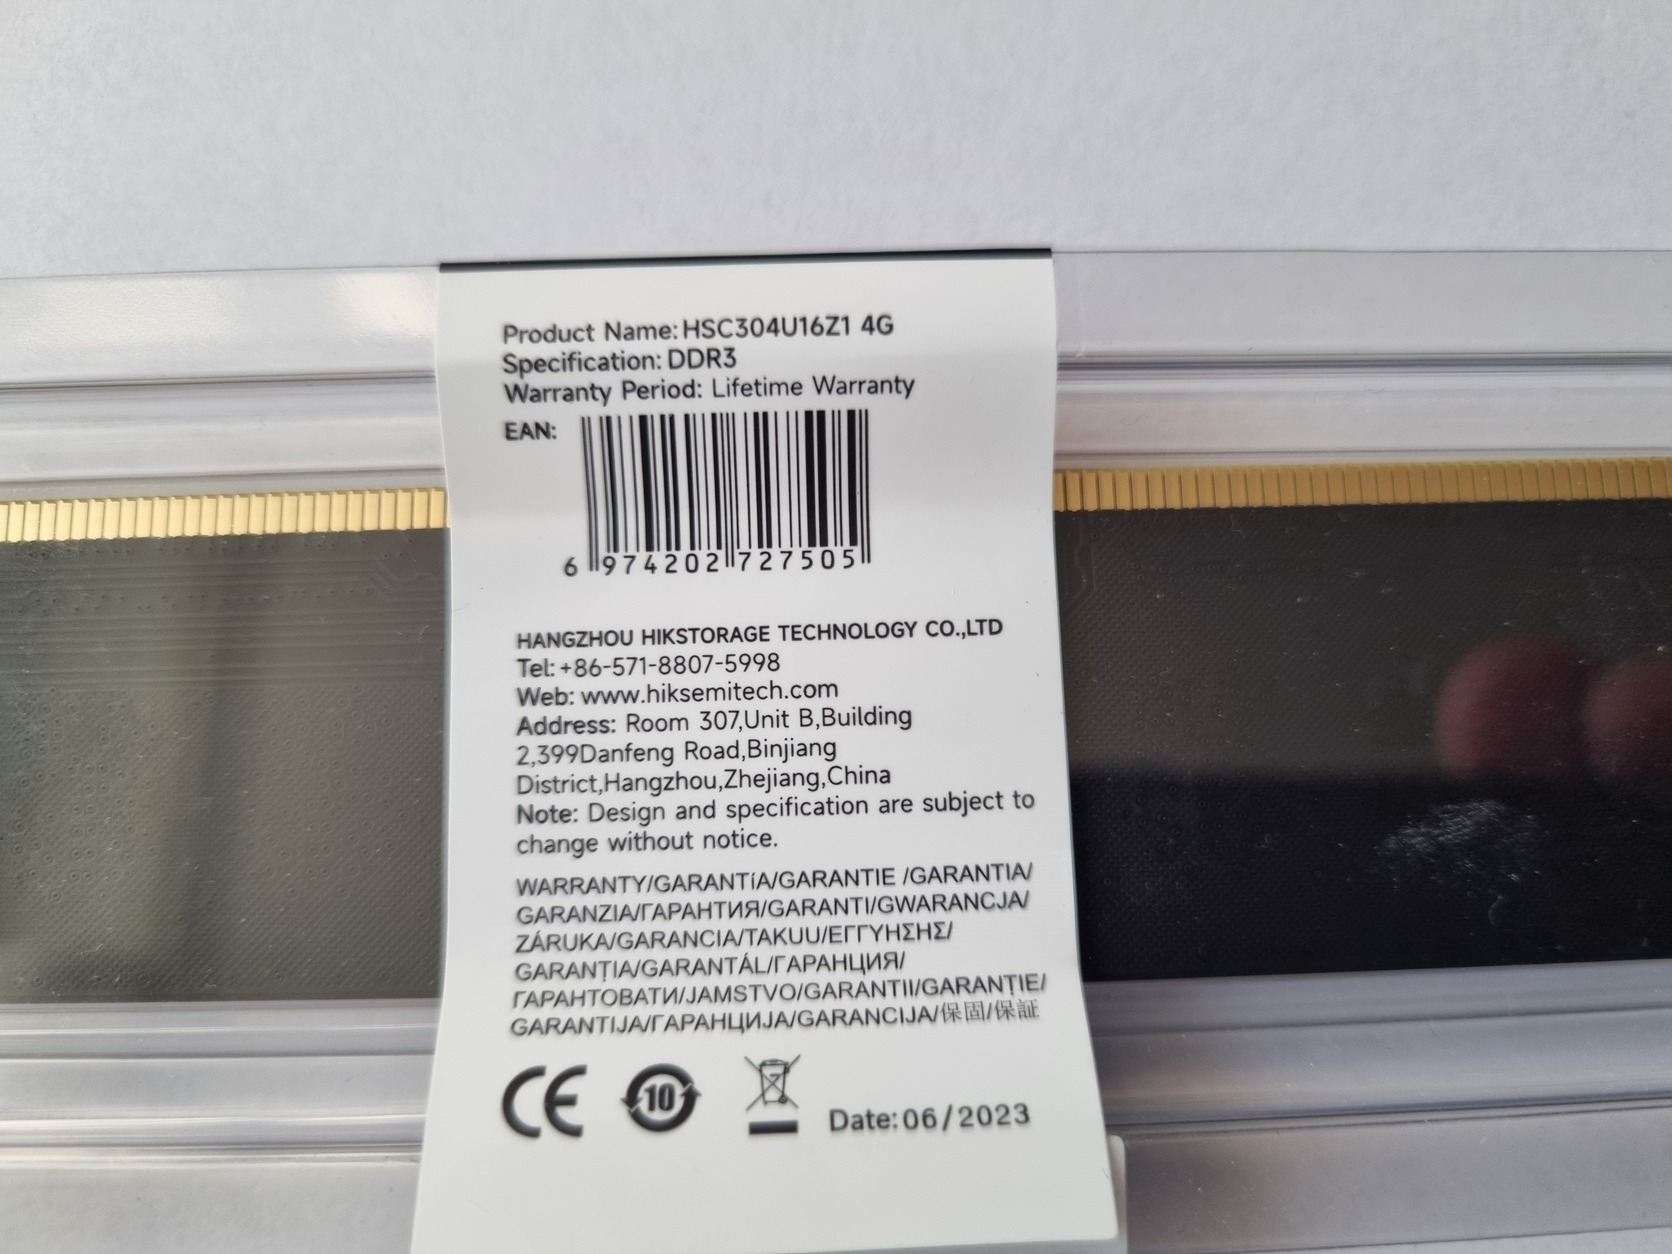 Product Name:HSC304U16Z1 4G
Specification: DDR3
Warranty Period: Lifetime Warranty
EAN:
6 974202 727505
HANGZHOU HIKSTORAGE TECHNOLOGY CO.,LTD
Tel:+86-571-8807-5998
Web: www.hiksemitech.com
Address: Room 307,Unit B,Building
2,399Danfeng Road,Binjiang
District,Hangzhou,Zhejiang,China
Note: Design and specification are subject to
change without notice.
WARRANTY/GARANTíA/GARANTIE /GARANTIA/
GARANZIA/ГАРАНТИЯ/GARANTI/GWARANCJA/
ZÁRUKA/GARANCIA/TAKUU/ΕΓΓΥΗΣΗΣ/
GARANȚIA/GARANTÁL/ГАРАНЦИЯ/
ГАРАНТОВАТИ/JAMSTVO/GARANTII/GARANȚIE/
GARANTIJA/ГАРАНЦИЈА/GARANCIJA/保固/保証
CE
10
Date:06/2023